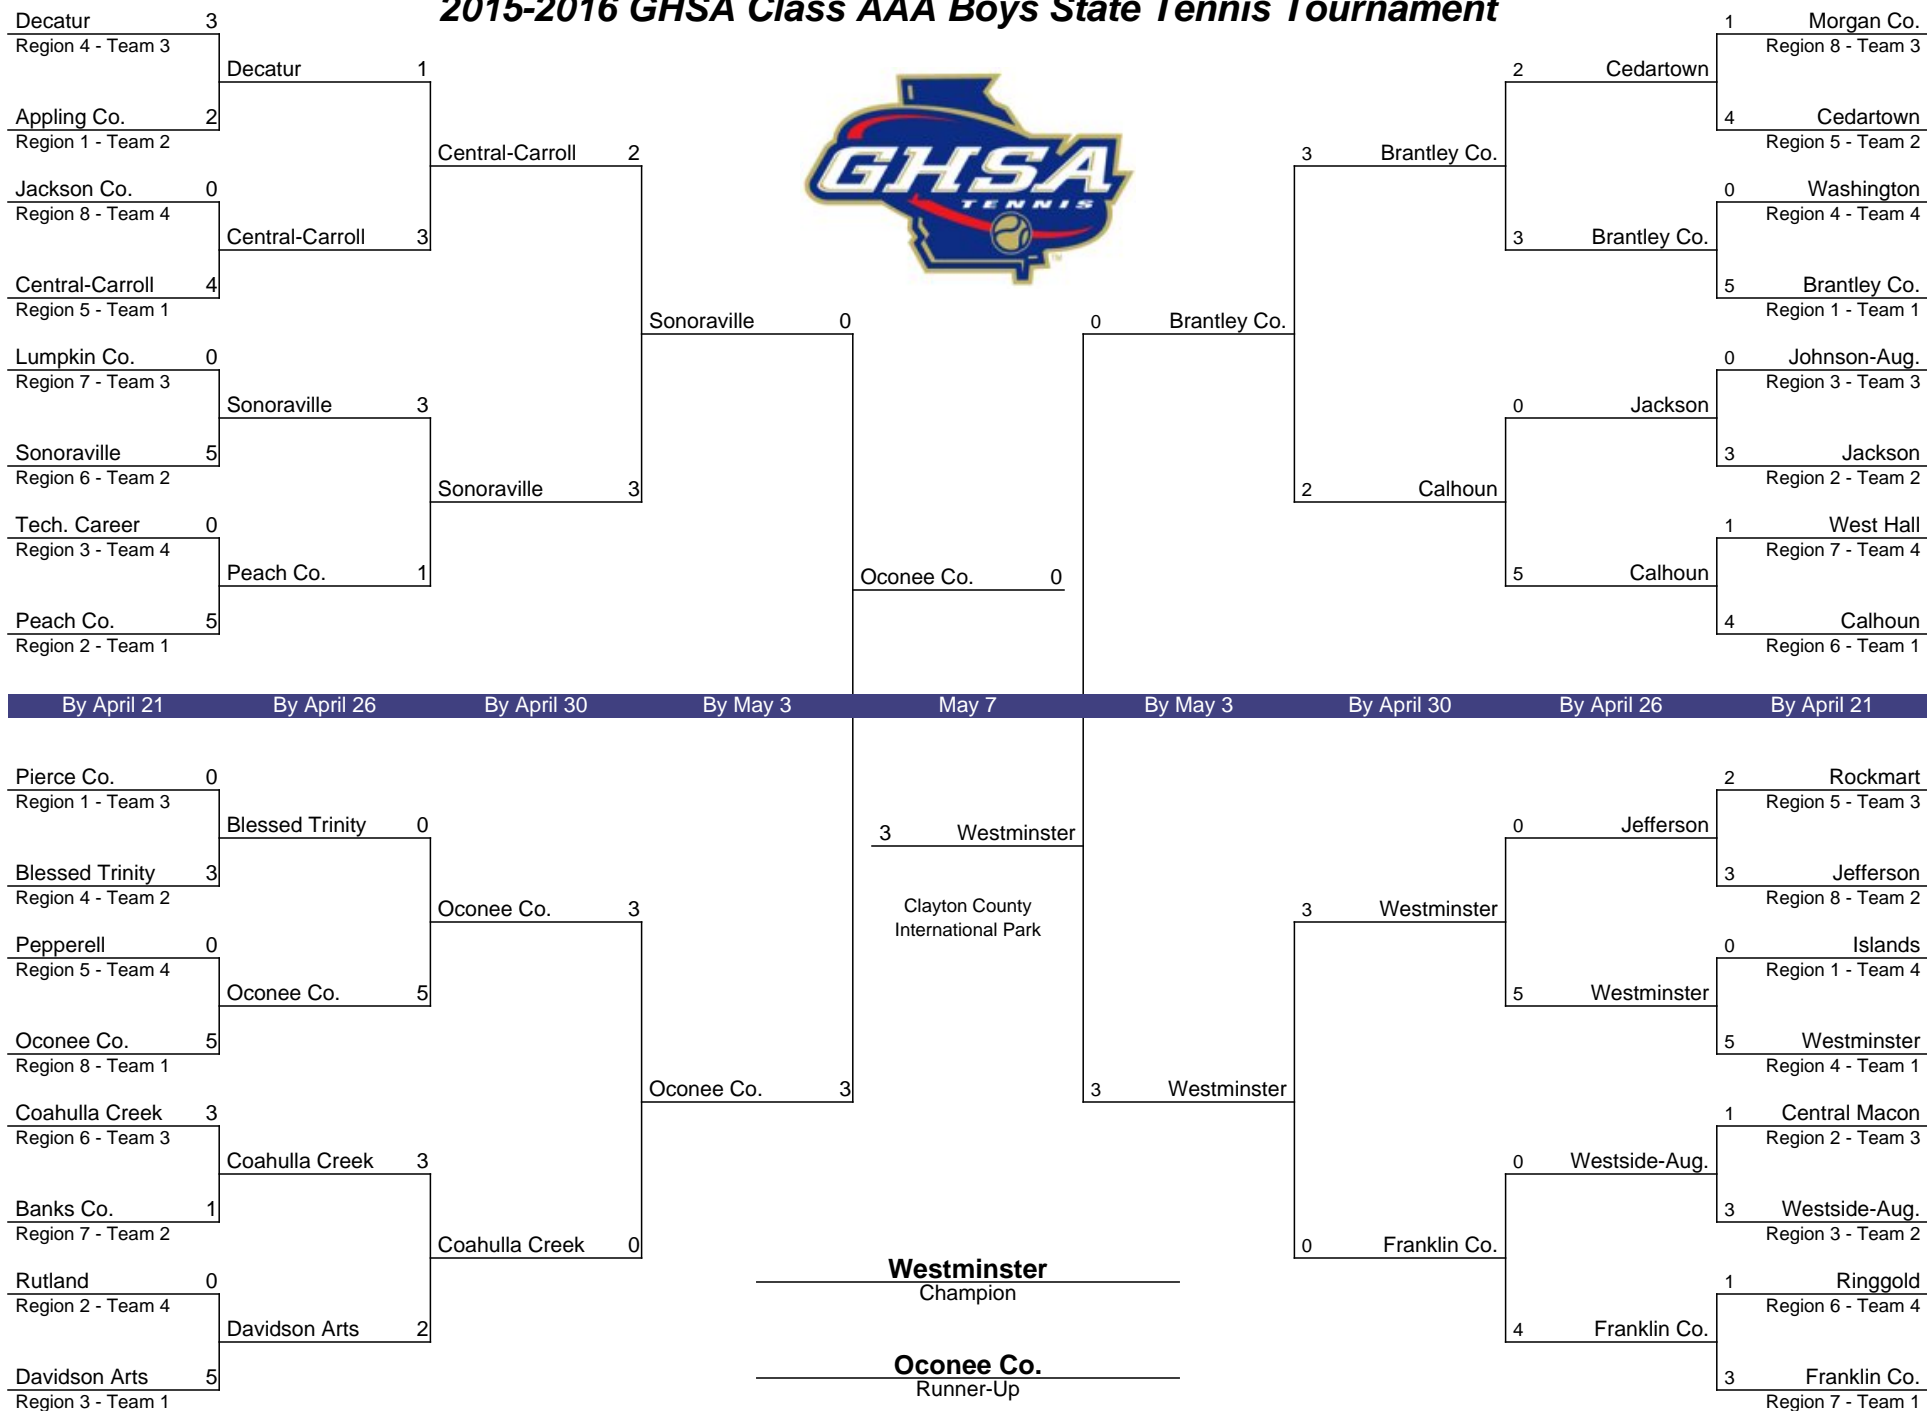 2015-2016 GHSA Class AAA Boys State Tennis Tournament
Decatur 3
Region 4 - Team 3
Decatur 1
Appling Co. 2
Region 1 - Team 2
Central-Carroll 2
Jackson Co. 0
Region 8 - Team 4
Central-Carroll 3
Central-Carroll 4
Region 5 - Team 1
Sonoraville 0
Lumpkin Co. 0
Region 7 - Team 3
Sonoraville 3
Sonoraville 5
Region 6 - Team 2
Sonoraville 3
Tech. Career 0
Region 3 - Team 4
Peach Co. 1
Peach Co. 5
Region 2 - Team 1
Oconee Co. 0
GHSA
TENNIS
TM
1 Morgan Co.
Region 8 - Team 3
2 Cedartown
4 Cedartown
Region 5 - Team 2
3 Brantley Co.
0 Washington
Region 4 - Team 4
3 Brantley Co.
5 Brantley Co.
Region 1 - Team 1
0 Brantley Co.
0 Johnson-Aug.
Region 3 - Team 3
0 Jackson
3 Jackson
Region 2 - Team 2
2 Calhoun
1 West Hall
Region 7 - Team 4
5 Calhoun
4 Calhoun
Region 6 - Team 1
By April 21 By April 26 By April 30 By May 3 May 7 By May 3 By April 30 By April 26 By April 21
Pierce Co. 0
Region 1 - Team 3
Blessed Trinity 0
Blessed Trinity 3
Region 4 - Team 2
Oconee Co. 3
Pepperell 0
Region 5 - Team 4
Oconee Co. 5
Oconee Co. 5
Region 8 - Team 1
Oconee Co. 3
Coahulla Creek 3
Region 6 - Team 3
Coahulla Creek 3
Banks Co. 1
Region 7 - Team 2
Coahulla Creek 0
Rutland 0
Region 2 - Team 4
Davidson Arts 2
Davidson Arts 5
Region 3 - Team 1
3 Westminster
Clayton County
International Park
2 Rockmart
Region 5 - Team 3
0 Jefferson
3 Jefferson
Region 8 - Team 2
3 Westminster
0 Islands
Region 1 - Team 4
5 Westminster
5 Westminster
Region 4 - Team 1
3 Westminster
1 Central Macon
Region 2 - Team 3
0 Westside-Aug.
3 Westside-Aug.
Region 3 - Team 2
0 Franklin Co.
1 Ringgold
Region 6 - Team 4
4 Franklin Co.
3 Franklin Co.
Region 7 - Team 1
Westminster
Champion
Oconee Co.
Runner-Up